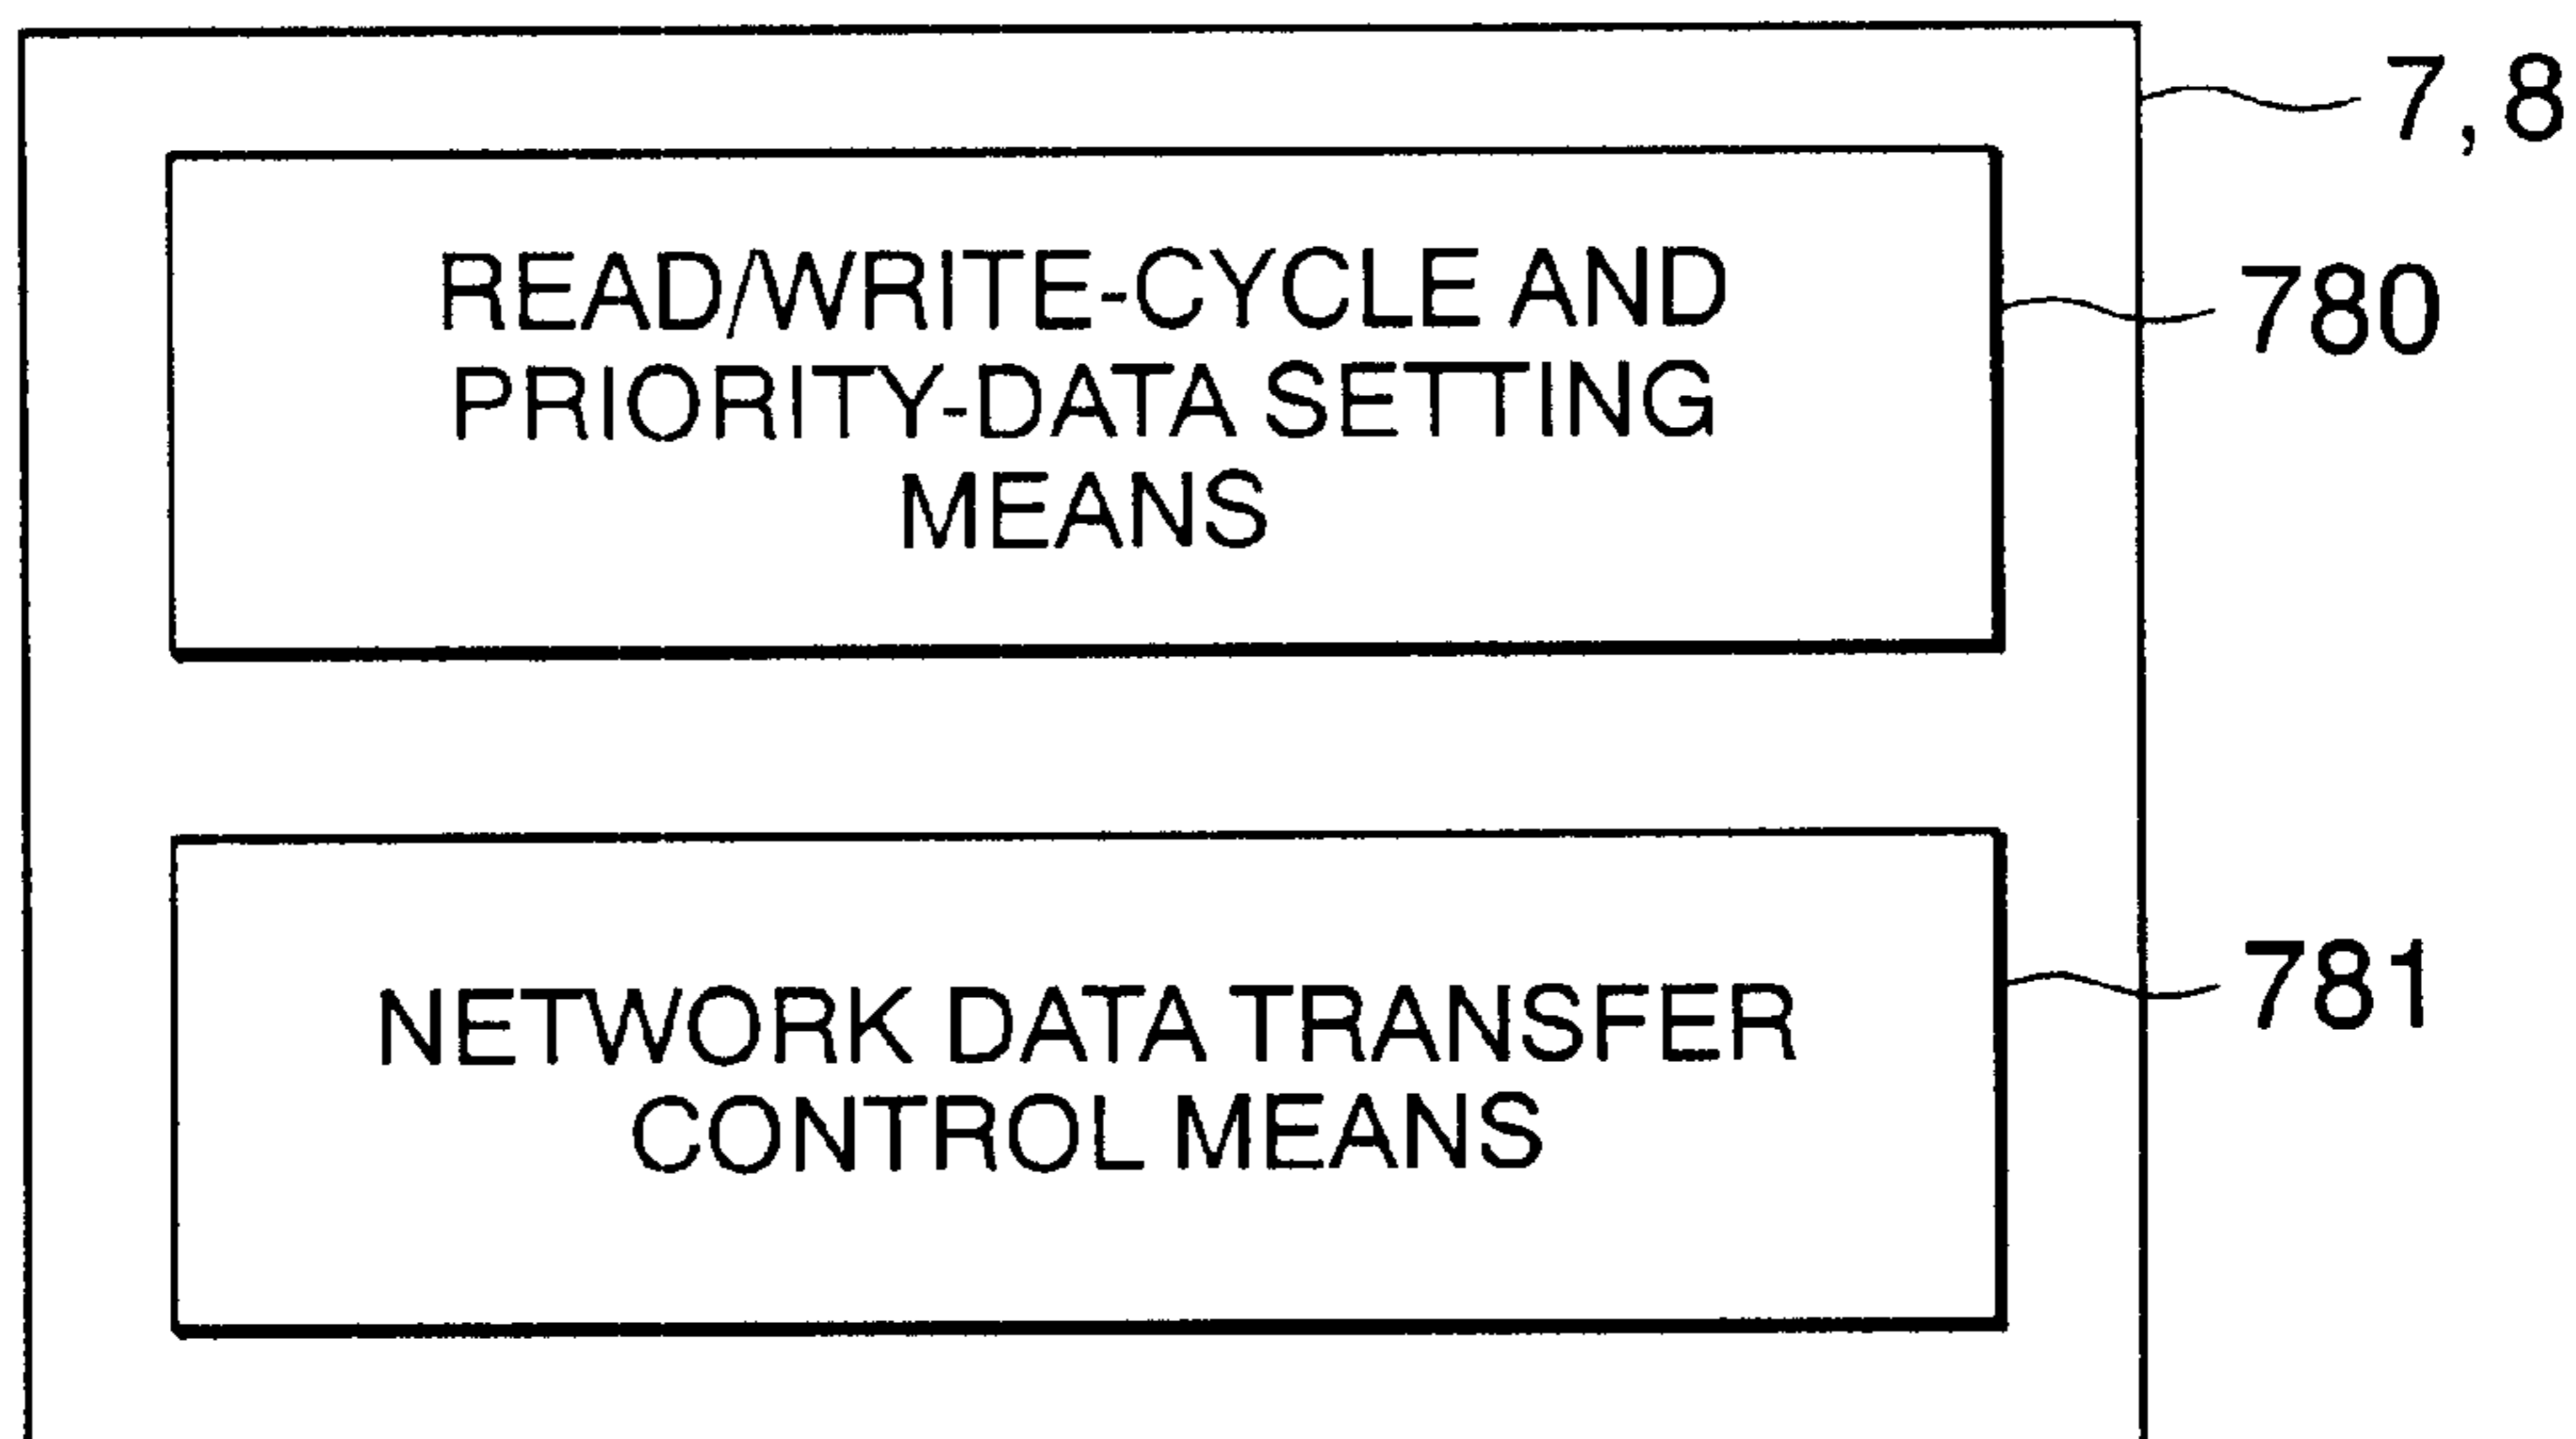 7,8
READ/WRITE-CYCLE AND
PRIORITY-DATA SETTING
MEANS
780
NETWORK DATA TRANSFER
CONTROL MEANS
781